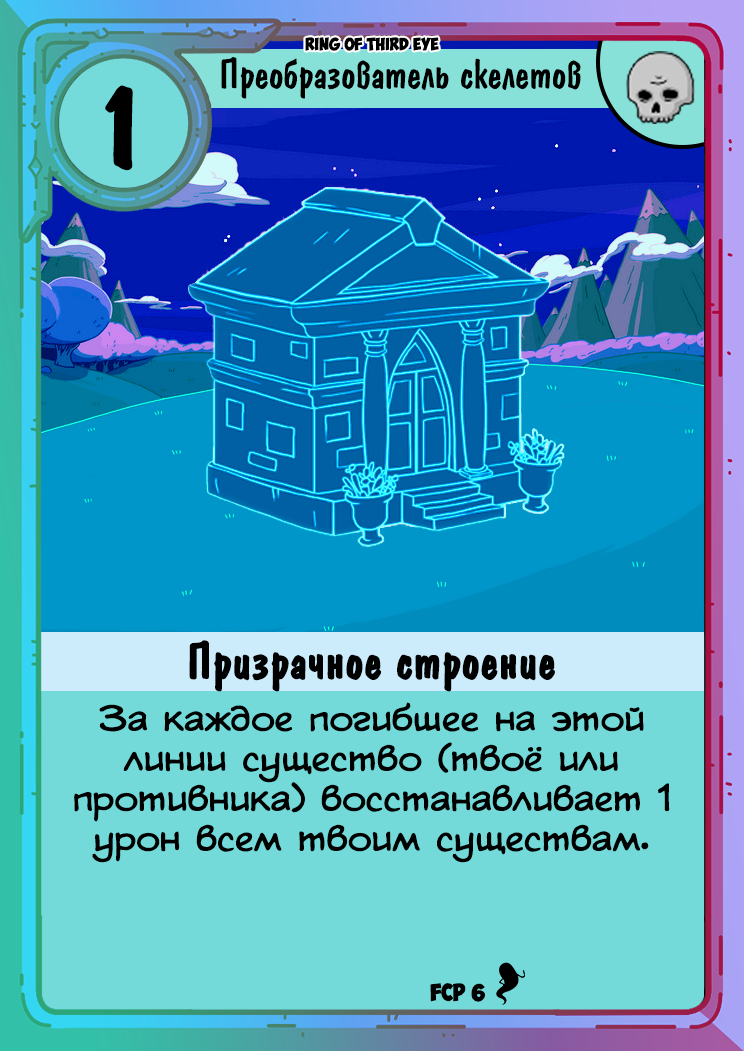 RING OF THIRD EYE
Преобразователь скелетов
1
Призрачное строение
За каждое погибшее на этой
линии существо (твоё или
противника) восстанавливает 1
урон всем твоим существам.
FCP 6